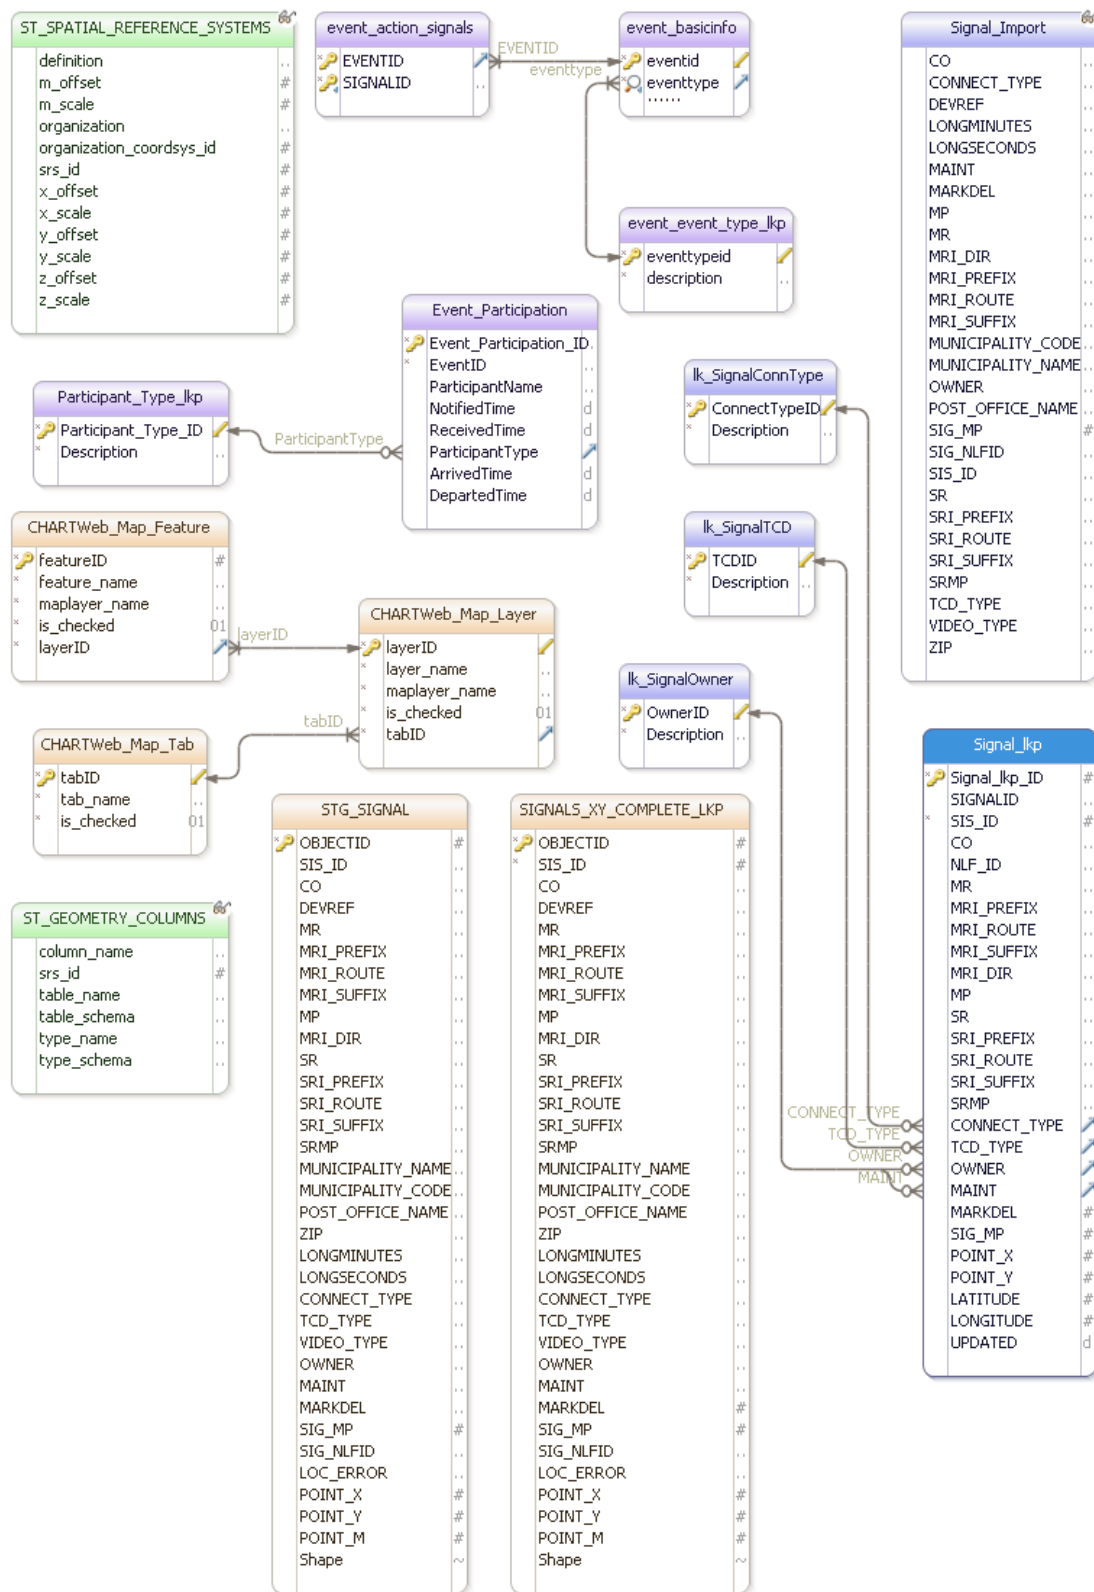 ST_SPATIAL_REFERENCE_SYSTEMS
definition
m_offset #
m_scale #
organization
organization_coordsys_id #
srs_id #
x_offset #
x_scale #
y_offset #
y_scale #
z_offset #
z_scale #
event_action_signals
EVENTID
SIGNALID
EVENTID
eventtype
event_basicinfo
eventid
eventtype
......
event_event_type_lkp
eventtypeid
description
Signal_Import
CO
CONNECT_TYPE
DEVREF
LONGMINUTES
LONGSECONDS
MAINT
MARKDEL
MP
MR
MRI_DIR
MRI_PREFIX
MRI_ROUTE
MRI_SUFFIX
MUNICIPALITY_CODE
MUNICIPALITY_NAME
OWNER
POST_OFFICE_NAME
SIG_MP #
SIG_NLFID
SIS_ID
SR
SRI_PREFIX
SRI_ROUTE
SRI_SUFFIX
SRMP
TCD_TYPE
VIDEO_TYPE
ZIP
Event_Participation
Event_Participation_ID
EventID
ParticipantName
NotifiedTime d
ReceivedTime d
ParticipantType
ArrivedTime d
DepartedTime d
Participant_Type_lkp
Participant_Type_ID
Description
ParticipantType
lk_SignalConnType
ConnectTypeID
Description
lk_SignalTCD
TCDID
Description
lk_SignalOwner
OwnerID
Description
CHARTWeb_Map_Feature
featureID #
feature_name
maplayer_name
is_checked 01
layerID
layerID
CHARTWeb_Map_Layer
layerID
layer_name
maplayer_name
is_checked 01
tabID
tabID
CHARTWeb_Map_Tab
tabID
tab_name
is_checked 01
ST_GEOMETRY_COLUMNS
column_name
srs_id #
table_name
table_schema
type_name
type_schema
STG_SIGNAL
OBJECTID #
SIS_ID
CO
DEVREF
MR
MRI_PREFIX
MRI_ROUTE
MRI_SUFFIX
MP
MRI_DIR
SR
SRI_PREFIX
SRI_ROUTE
SRI_SUFFIX
SRMP
MUNICIPALITY_NAME
MUNICIPALITY_CODE
POST_OFFICE_NAME
ZIP
LONGMINUTES
LONGSECONDS
CONNECT_TYPE
TCD_TYPE
VIDEO_TYPE
OWNER
MAINT
MARKDEL
SIG_MP #
SIG_NLFID
LOC_ERROR
POINT_X #
POINT_Y #
POINT_M #
Shape ~
SIGNALS_XY_COMPLETE_LKP
OBJECTID #
SIS_ID #
CO
DEVREF
MR
MRI_PREFIX
MRI_ROUTE
MRI_SUFFIX
MP
MRI_DIR
SR
SRI_PREFIX
SRI_ROUTE
SRI_SUFFIX
SRMP
MUNICIPALITY_NAME
MUNICIPALITY_CODE
POST_OFFICE_NAME
ZIP
LONGMINUTES
LONGSECONDS
CONNECT_TYPE
TCD_TYPE
VIDEO_TYPE
OWNER
MAINT
MARKDEL #
SIG_MP #
SIG_NLFID
LOC_ERROR
POINT_X #
POINT_Y #
POINT_M #
Shape ~
CONNECT_TYPE
TCD_TYPE
OWNER
MAINT
Signal_lkp
Signal_lkp_ID #
SIGNALID
SIS_ID #
CO
NLF_ID
MR
MRI_PREFIX
MRI_ROUTE
MRI_SUFFIX
MRI_DIR
MP
SR
SRI_PREFIX
SRI_ROUTE
SRI_SUFFIX
SRMP
CONNECT_TYPE
TCD_TYPE
OWNER
MAINT
MARKDEL #
SIG_MP #
POINT_X #
POINT_Y #
LATITUDE #
LONGITUDE #
UPDATED d